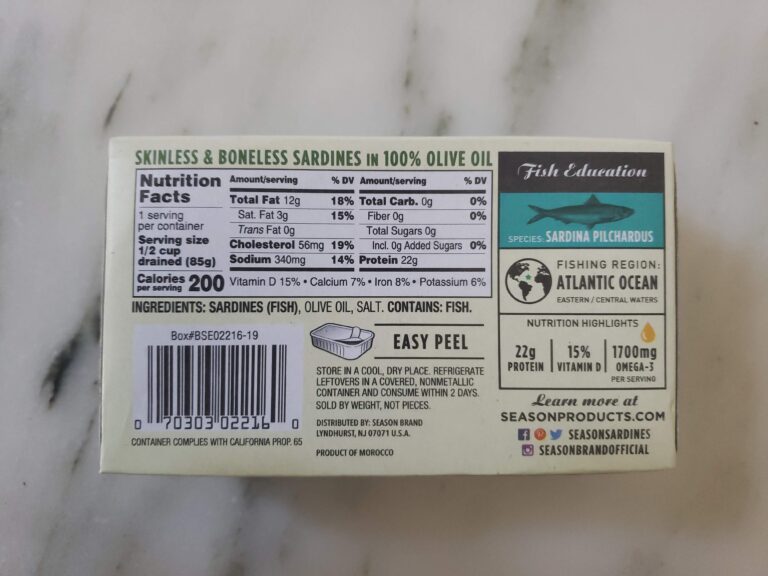 SKINLESS & BONELESS SARDINES IN 100% OLIVE OIL
Nutrition
Facts
1 serving
per container
Serving size
1/2 cup
drained (85g)
Calories 200
per serving
Amount/serving % DV
Total Fat 12g 18%
Sat. Fat 3g 15%
Trans Fat 0g
Cholesterol 56mg 19%
Sodium 340mg 14%
Amount/serving % DV
Total Carb. 0g 0%
Fiber 0g 0%
Total Sugars 0g
Incl. 0g Added Sugars 0%
Protein 22g
Vitamin D 15% • Calcium 7% • Iron 8% • Potassium 6%
INGREDIENTS: SARDINES (FISH), OLIVE OIL, SALT. CONTAINS: FISH.
Box#BSE02216-19
0 70303 02216 0
CONTAINER COMPLIES WITH CALIFORNIA PROP. 65
EASY PEEL
STORE IN A COOL, DRY PLACE. REFRIGERATE
LEFTOVERS IN A COVERED, NONMETALLIC
CONTAINER AND CONSUME WITHIN 2 DAYS.
SOLD BY WEIGHT, NOT PIECES.
DISTRIBUTED BY: SEASON BRAND
LYNDHURST, NJ 07071 U.S.A.
PRODUCT OF MOROCCO
Fish Education
SPECIES: SARDINA PILCHARDUS
FISHING REGION:
ATLANTIC OCEAN
EASTERN / CENTRAL WATERS
NUTRITION HIGHLIGHTS
22g 15% 1700mg
PROTEIN VITAMIN D OMEGA-3
PER SERVING
Learn more at
SEASONPRODUCTS.COM
SEASONSARDINES
SEASONBRANDOFFICIAL